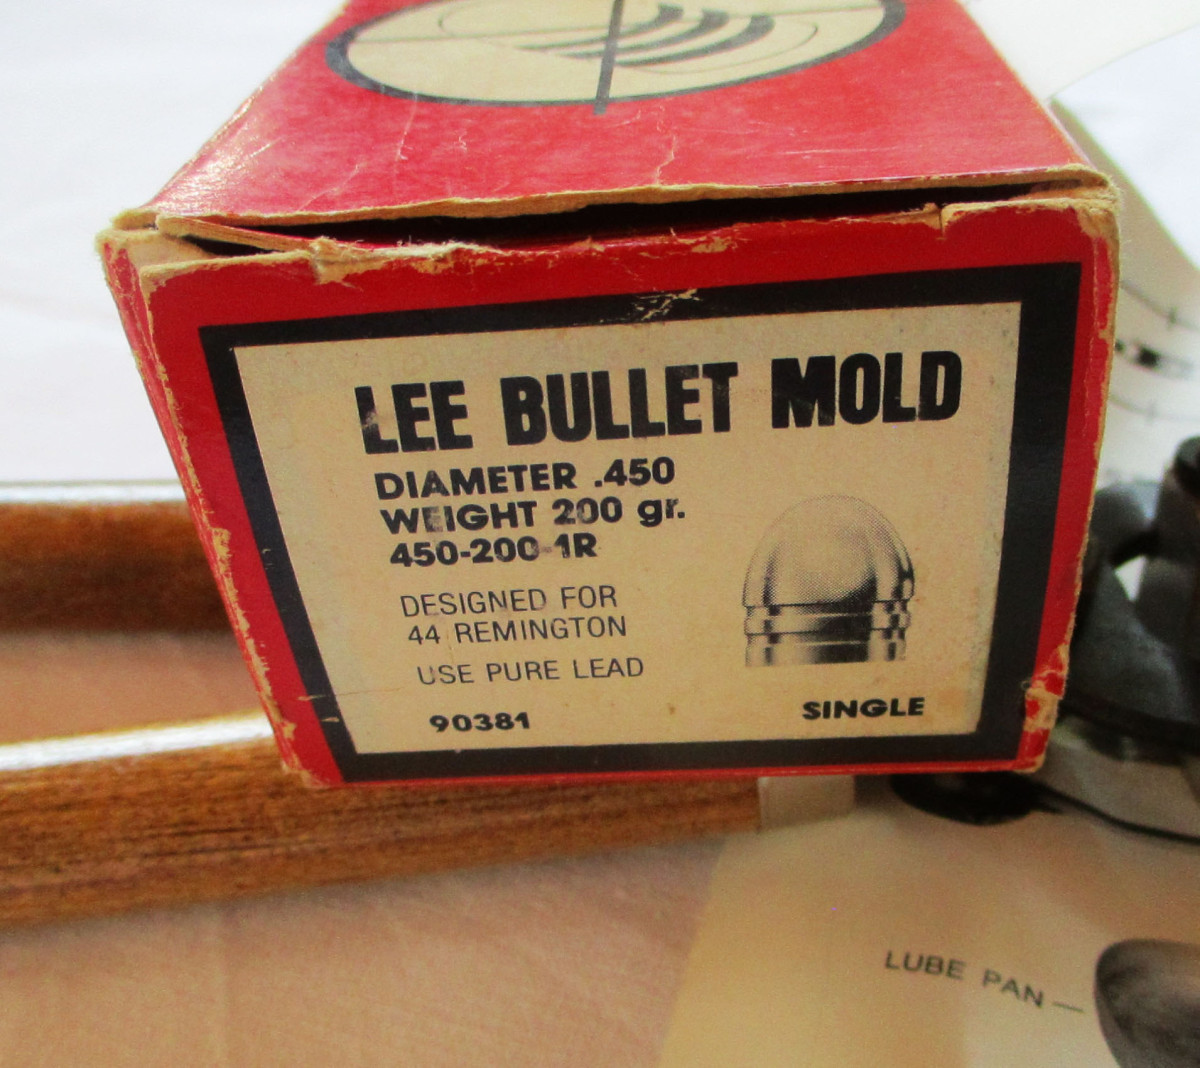 LEE BULLET MOLD
DIAMETER .450
WEIGHT 200 gr.
450-200-1R
DESIGNED FOR
44 REMINGTON
USE PURE LEAD
90381
SINGLE
LUBE PAN